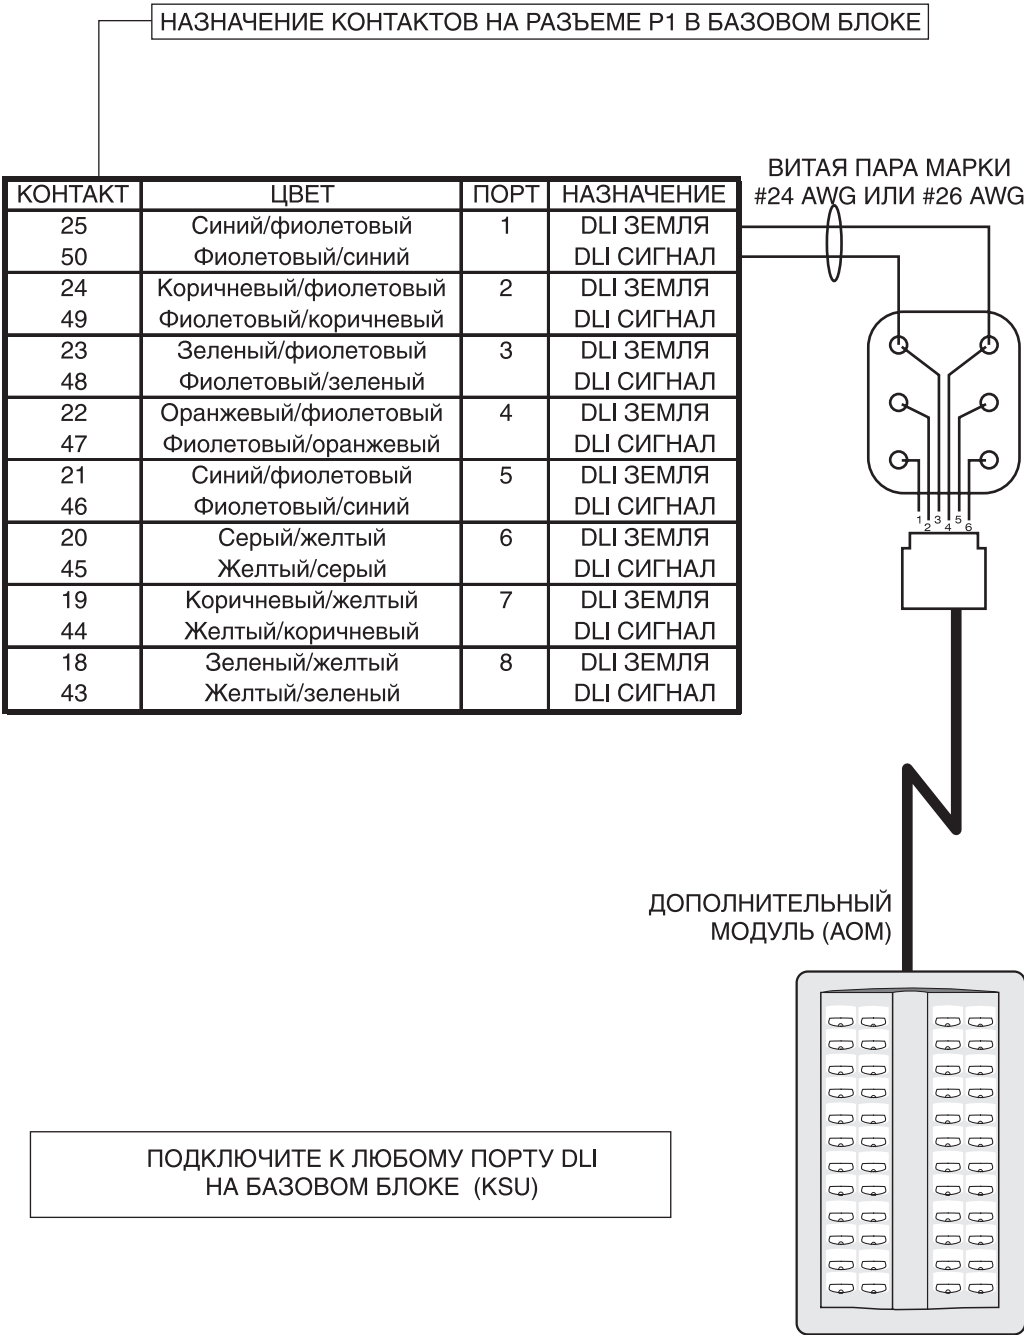 НАЗНАЧЕНИЕ КОНТАКТОВ НА РАЗЪЕМЕ P1 В БАЗОВОМ БЛОКЕ
ВИТАЯ ПАРА МАРКИ
#24 AWG ИЛИ #26 AWG
КОНТАКТ ЦВЕТ ПОРТ НАЗНАЧЕНИЕ
25 Синий/фиолетовый 1 DLI ЗЕМЛЯ
50 Фиолетовый/синий DLI СИГНАЛ
24 Коричневый/фиолетовый 2 DLI ЗЕМЛЯ
49 Фиолетовый/коричневый DLI СИГНАЛ
23 Зеленый/фиолетовый 3 DLI ЗЕМЛЯ
48 Фиолетовый/зеленый DLI СИГНАЛ
22 Оранжевый/фиолетовый 4 DLI ЗЕМЛЯ
47 Фиолетовый/оранжевый DLI СИГНАЛ
21 Синий/фиолетовый 5 DLI ЗЕМЛЯ
46 Фиолетовый/синий DLI СИГНАЛ
20 Серый/желтый 6 DLI ЗЕМЛЯ
45 Желтый/серый DLI СИГНАЛ
19 Коричневый/желтый 7 DLI ЗЕМЛЯ
44 Желтый/коричневый DLI СИГНАЛ
18 Зеленый/желтый 8 DLI ЗЕМЛЯ
43 Желтый/зеленый DLI СИГНАЛ
1 2 3 4 5 6
ДОПОЛНИТЕЛЬНЫЙ
МОДУЛЬ (AOM)
ПОДКЛЮЧИТЕ К ЛЮБОМУ ПОРТУ DLI
НА БАЗОВОМ БЛОКЕ (KSU)